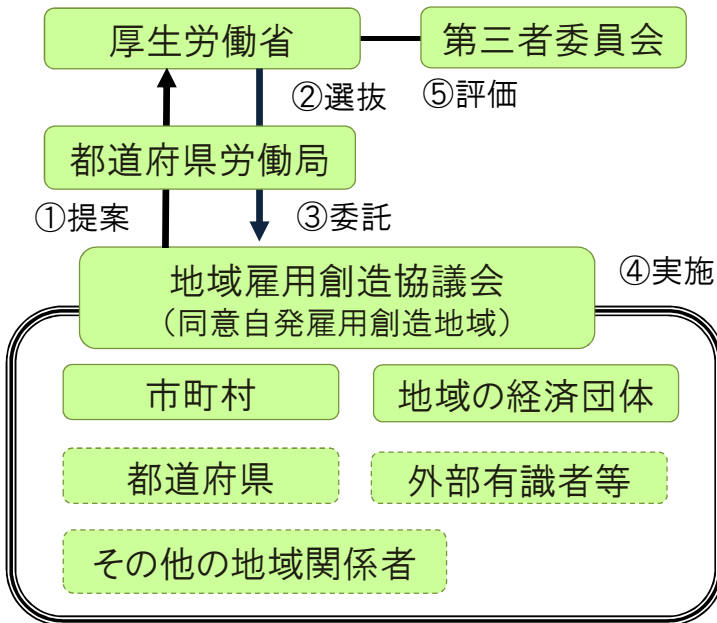 厚生労働省
第三者委員会
②選抜
⑤評価
都道府県労働局
①提案
③委託
地域雇用創造協議会
（同意自発雇用創造地域）
④実施
市町村
地域の経済団体
都道府県
外部有識者等
その他の地域関係者